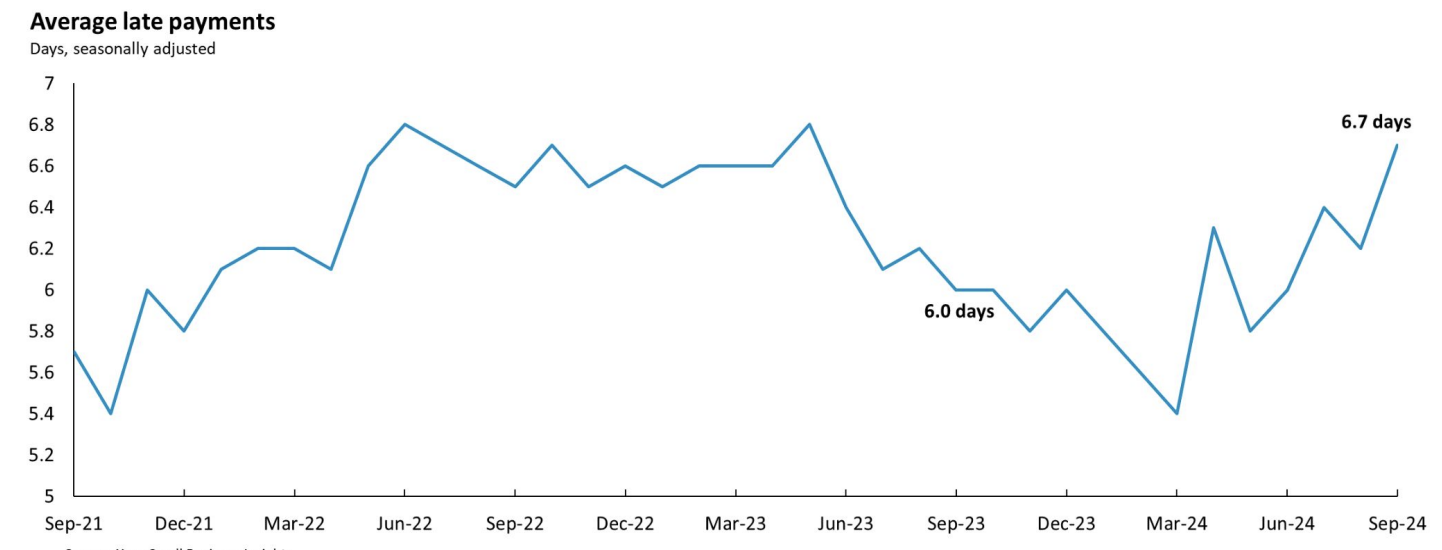 Average late payments
Days, seasonally adjusted
7
6.8
6.6
6.4
6.2
6
5.8
5.6
5.4
5.2
5
6.7 days
6.0 days
Sep-21 Dec-21 Mar-22 Jun-22 Sep-22 Dec-22 Mar-23 Jun-23 Sep-23 Dec-23 Mar-24 Jun-24 Sep-24